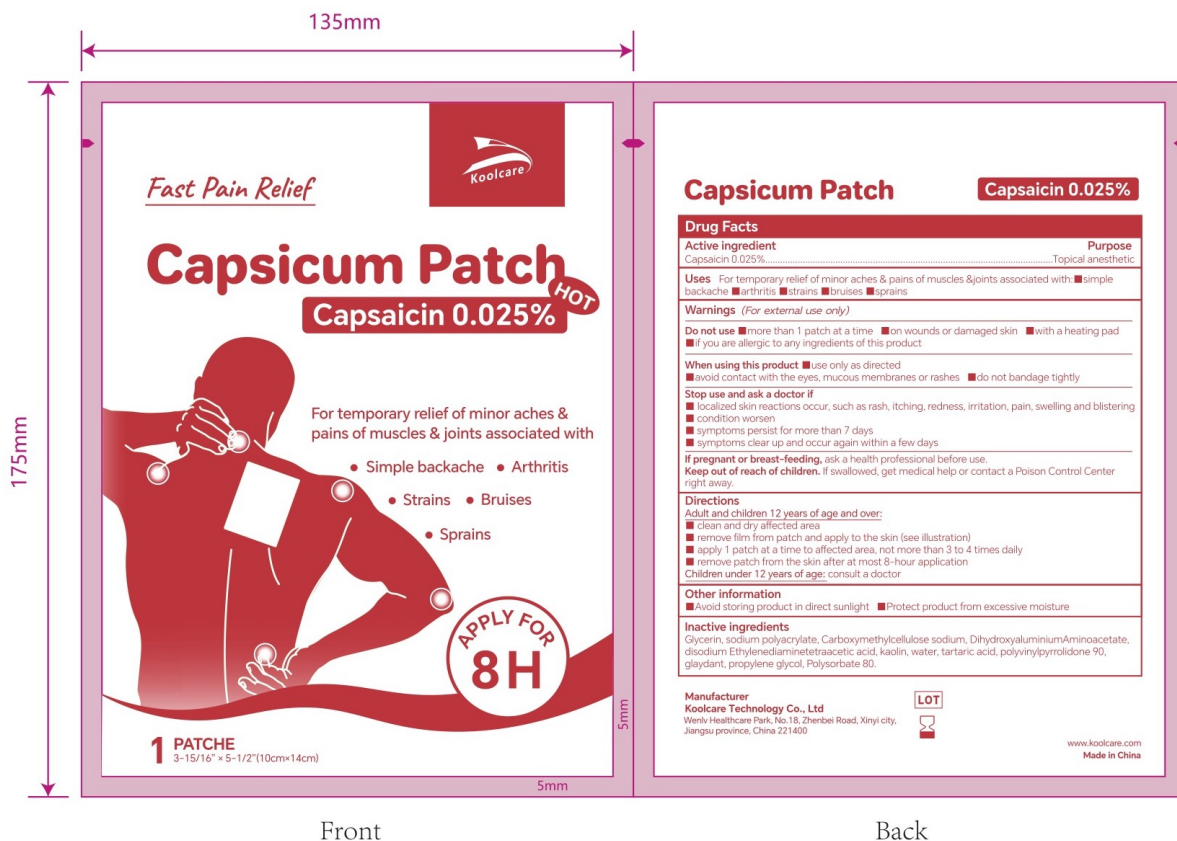 135mm
175mm
Koolcare
Fast Pain Relief
Capsicum Patch
HOT
Capsaicin 0.025%
For temporary relief of minor aches &
pains of muscles & joints associated with
• Simple backache • Arthritis
• Strains • Bruises
• Sprains
APPLY FOR
8H
1 PATCHE
3-15/16" × 5-1/2"(10cm×14cm)
5mm
5mm
Front
Capsicum Patch
Capsaicin 0.025%
Drug Facts
Active ingredient Purpose
Capsaicin 0.025%..........Topical anesthetic
Uses For temporary relief of minor aches & pains of muscles &joints associated with: ■simple
backache ■arthritis ■strains ■bruises ■sprains
Warnings (For external use only)
Do not use ■more than 1 patch at a time ■on wounds or damaged skin ■with a heating pad
■if you are allergic to any ingredients of this product
When using this product ■use only as directed
■avoid contact with the eyes, mucous membranes or rashes ■do not bandage tightly
Stop use and ask a doctor if
■ localized skin reactions occur, such as rash, itching, redness, irritation, pain, swelling and blistering
■ condition worsen
■ symptoms persist for more than 7 days
■ symptoms clear up and occur again within a few days
If pregnant or breast-feeding, ask a health professional before use.
Keep out of reach of children. If swallowed, get medical help or contact a Poison Control Center
right away.
Directions
Adult and children 12 years of age and over:
■ clean and dry affected area
■ remove film from patch and apply to the skin (see illustration)
■ apply 1 patch at a time to affected area, not more than 3 to 4 times daily
■ remove patch from the skin after at most 8-hour application
Children under 12 years of age: consult a doctor
Other information
■Avoid storing product in direct sunlight ■Protect product from excessive moisture
Inactive ingredients
Glycerin, sodium polyacrylate, Carboxymethylcellulose sodium, DihydroxyaluminiumAminoacetate,
disodium Ethylenediaminetetraacetic acid, kaolin, water, tartaric acid, polyvinylpyrrolidone 90,
glaydant, propylene glycol, Polysorbate 80.
Manufacturer
Koolcare Technology Co., Ltd
Wenlv Healthcare Park, No.18, Zhenbei Road, Xinyi city,
Jiangsu province, China 221400
LOT
www.koolcare.com
Made in China
Back